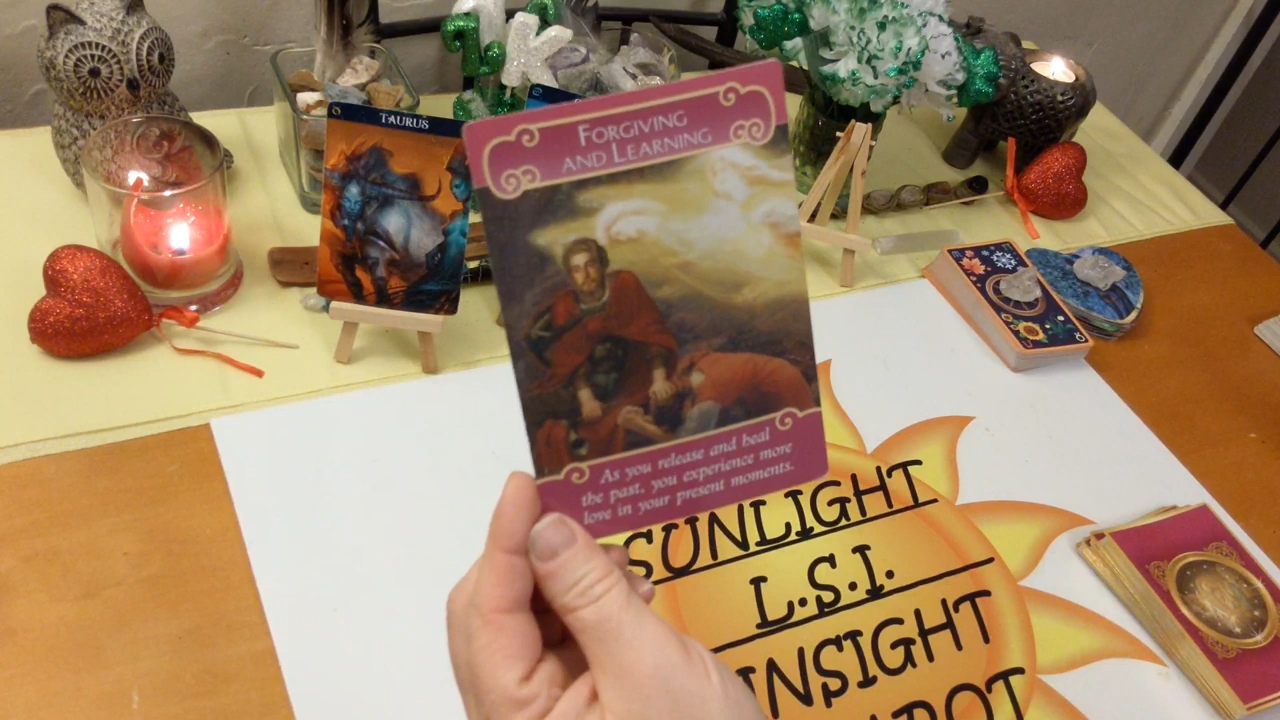 TAURUS
FORGIVING
AND LEARNING
As you release and heal
the past, you experience more
love in your present moments.
SUNLIGHT
L.S.I.
INSIGHT